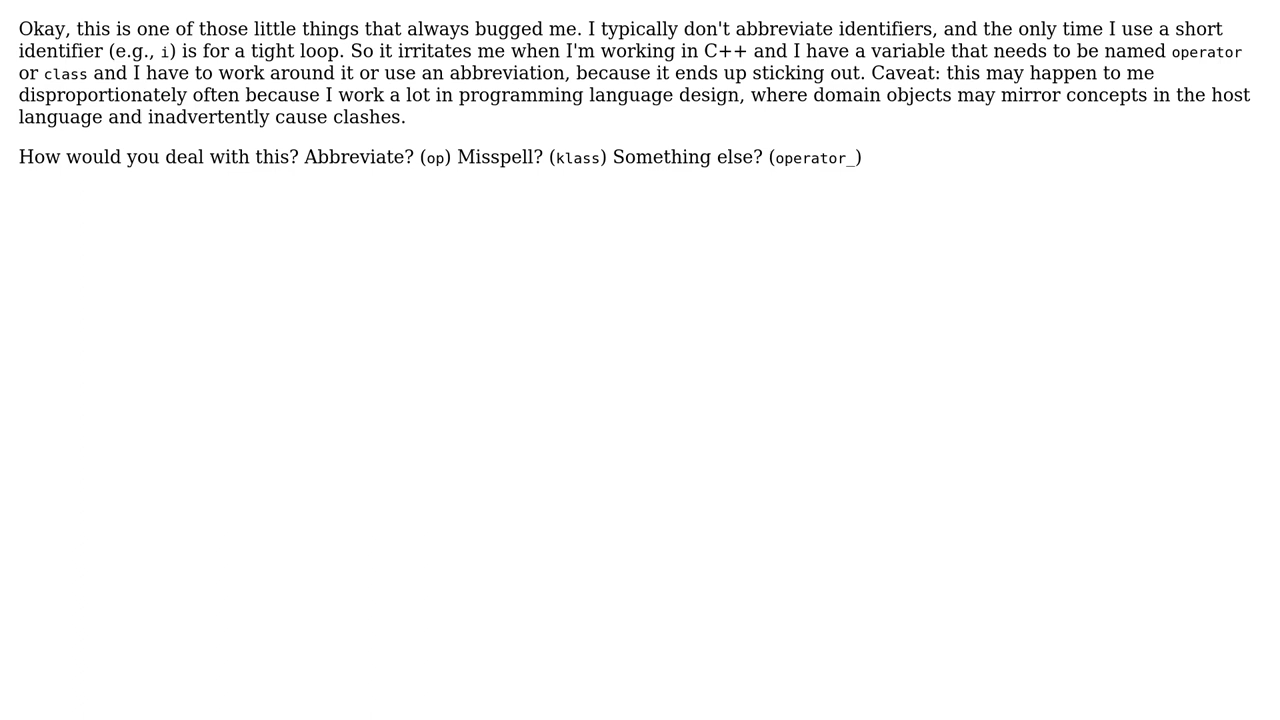 Okay, this is one of those little things that always bugged me. I typically don't abbreviate identifiers, and the only time I use a short
identifier (e.g., i) is for a tight loop. So it irritates me when I'm working in C++ and I have a variable that needs to be named operator
or class and I have to work around it or use an abbreviation, because it ends up sticking out. Caveat: this may happen to me
disproportionately often because I work a lot in programming language design, where domain objects may mirror concepts in the host
language and inadvertently cause clashes.
How would you deal with this? Abbreviate? (op) Misspell? (klass) Something else? (operator_)